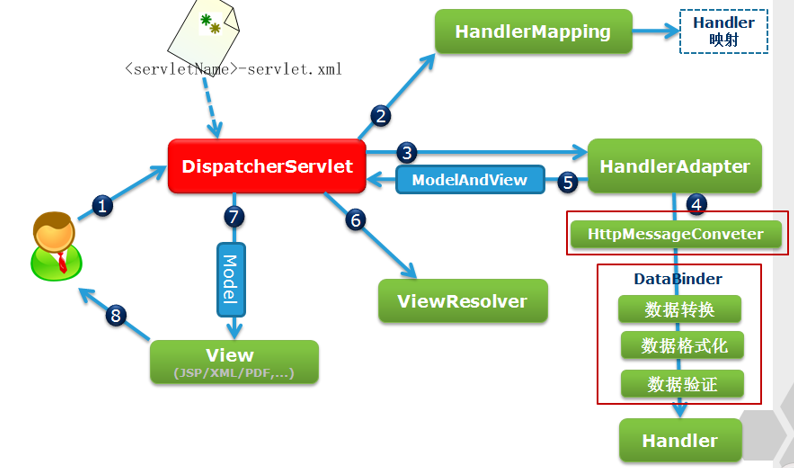 HandlerMapping
Handler
映射
<servletName>-servlet.xml
2
DispatcherServlet
3
HandlerAdapter
ModelAndView
5
4
1
7
6
HttpMessageConveter
Model
DataBinder
ViewResolver
数据转换
8
数据格式化
View
(JSP/XML/PDF,...)
数据验证
Handler